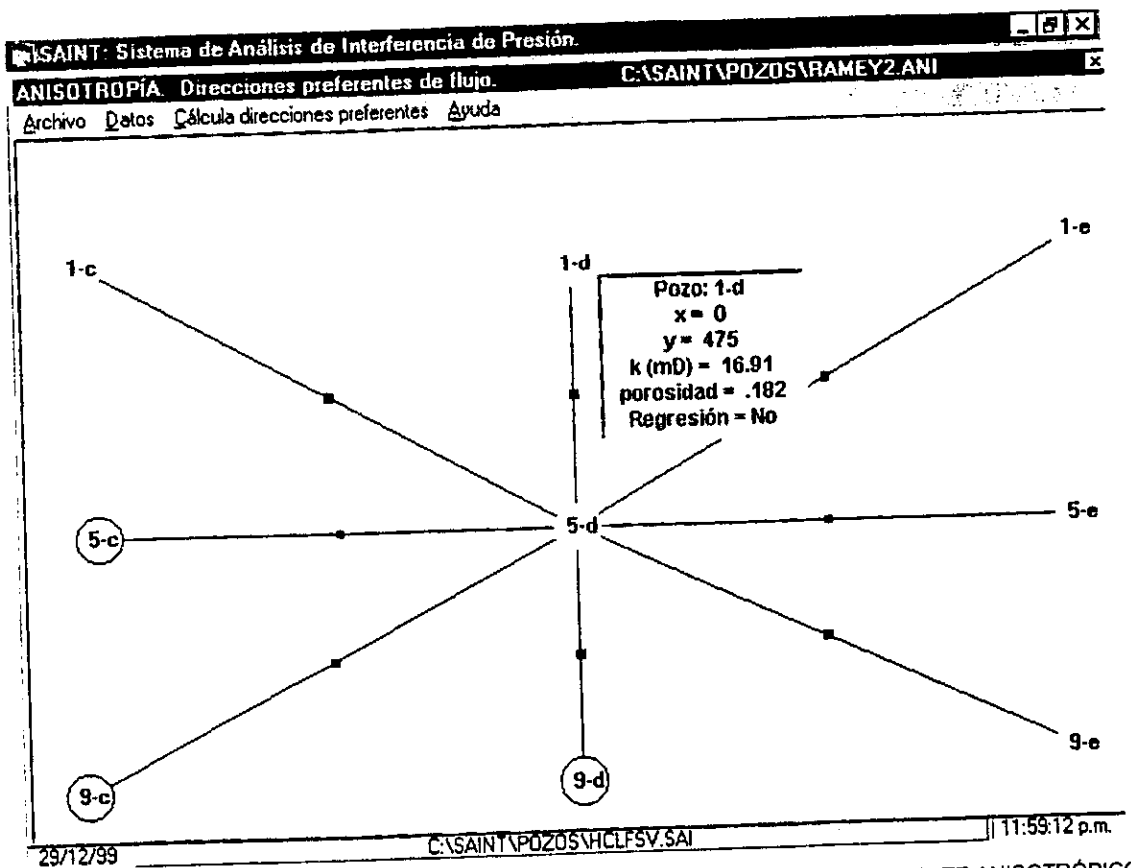 SAINT: Sistema de Análisis de Interferencia de Presión.
ANISOTROPÍA. Direcciones preferentes de flujo. C:\SAINT\POZOS\RAMEY2.ANI
Archivo Datos Cálcula direcciones preferentes Ayuda
1-c
1-d
1-e
Pozo: 1-d
x = 0
y = 475
k (mD) = 16.91
porosidad = .182
Regresión = No
5-c
5-d
5-e
9-c
9-d
9-e
29/12/99 C:\SAINT\POZOS\HCLFSV.SAI 11:59:12 p.m.
ANISOTRÓPICO